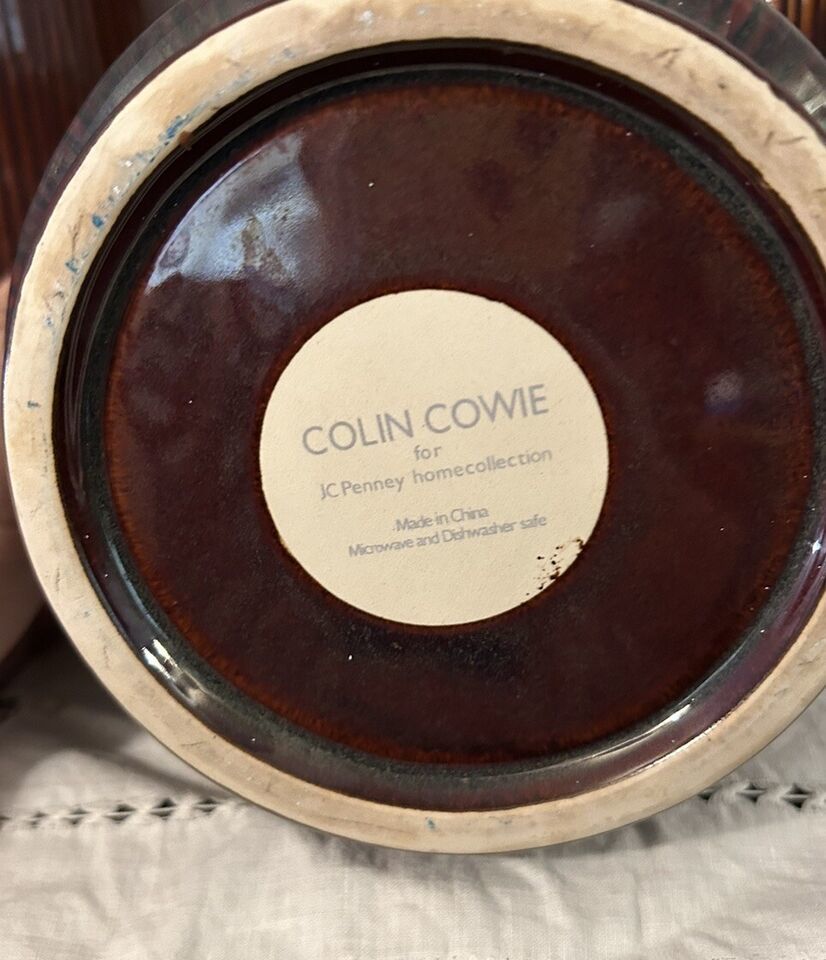 COLIN COWIE
for
JC Penney homecollection
Made in China
Microwave and Dishwasher safe